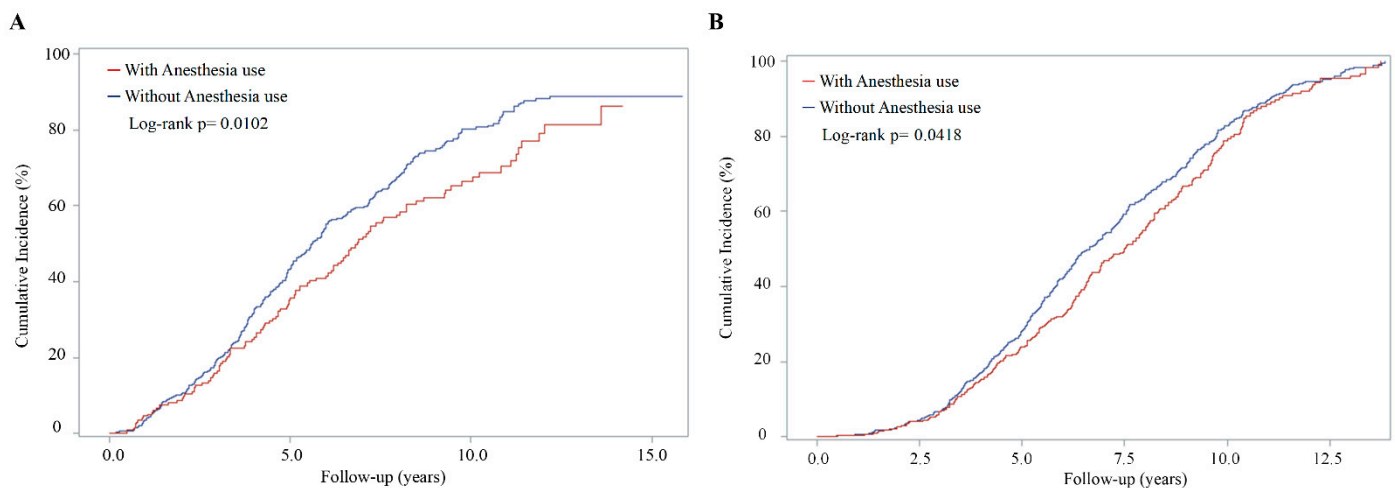 A
100
80
60
40
20
0
Cumulative Incidence (%)
With Anesthesia use
Without Anesthesia use
Log-rank p= 0.0102
0.0 5.0 10.0 15.0
Follow-up (years)
B
100
80
60
40
20
0
Cumulative Incidence (%)
With Anesthesia use
Without Anesthesia use
Log-rank p= 0.0418
0.0 2.5 5.0 7.5 10.0 12.5
Follow-up (years)